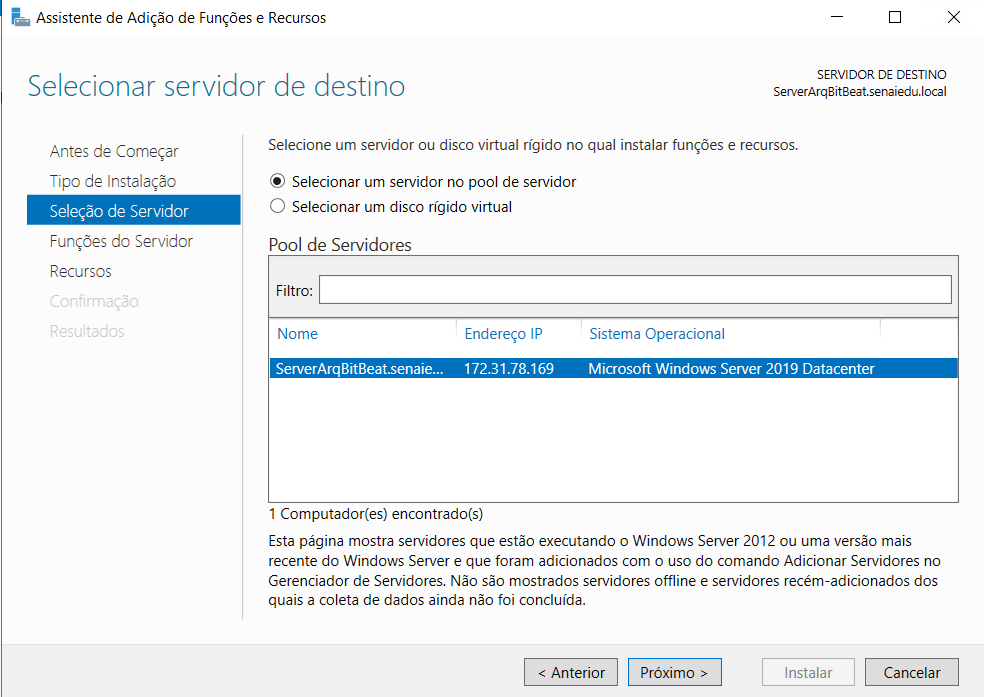 Assistente de Adição de Funções e Recursos
Selecionar servidor de destino
SERVIDOR DE DESTINO
ServerArqBitBeat.senaiedu.local
Antes de Começar
Tipo de Instalação
Seleção de Servidor
Funções do Servidor
Recursos
Confirmação
Resultados
Selecione um servidor ou disco virtual rígido no qual instalar funções e recursos.
Selecionar um servidor no pool de servidor
Selecionar um disco rígido virtual
Pool de Servidores
Filtro:
Nome Endereço IP Sistema Operacional
ServerArqBitBeat.senaie... 172.31.78.169 Microsoft Windows Server 2019 Datacenter
1 Computador(es) encontrado(s)
Esta página mostra servidores que estão executando o Windows Server 2012 ou uma versão mais
recente do Windows Server e que foram adicionados com o uso do comando Adicionar Servidores no
Gerenciador de Servidores. Não são mostrados servidores offline e servidores recém-adicionados dos
quais a coleta de dados ainda não foi concluída.
< Anterior Próximo > Instalar Cancelar